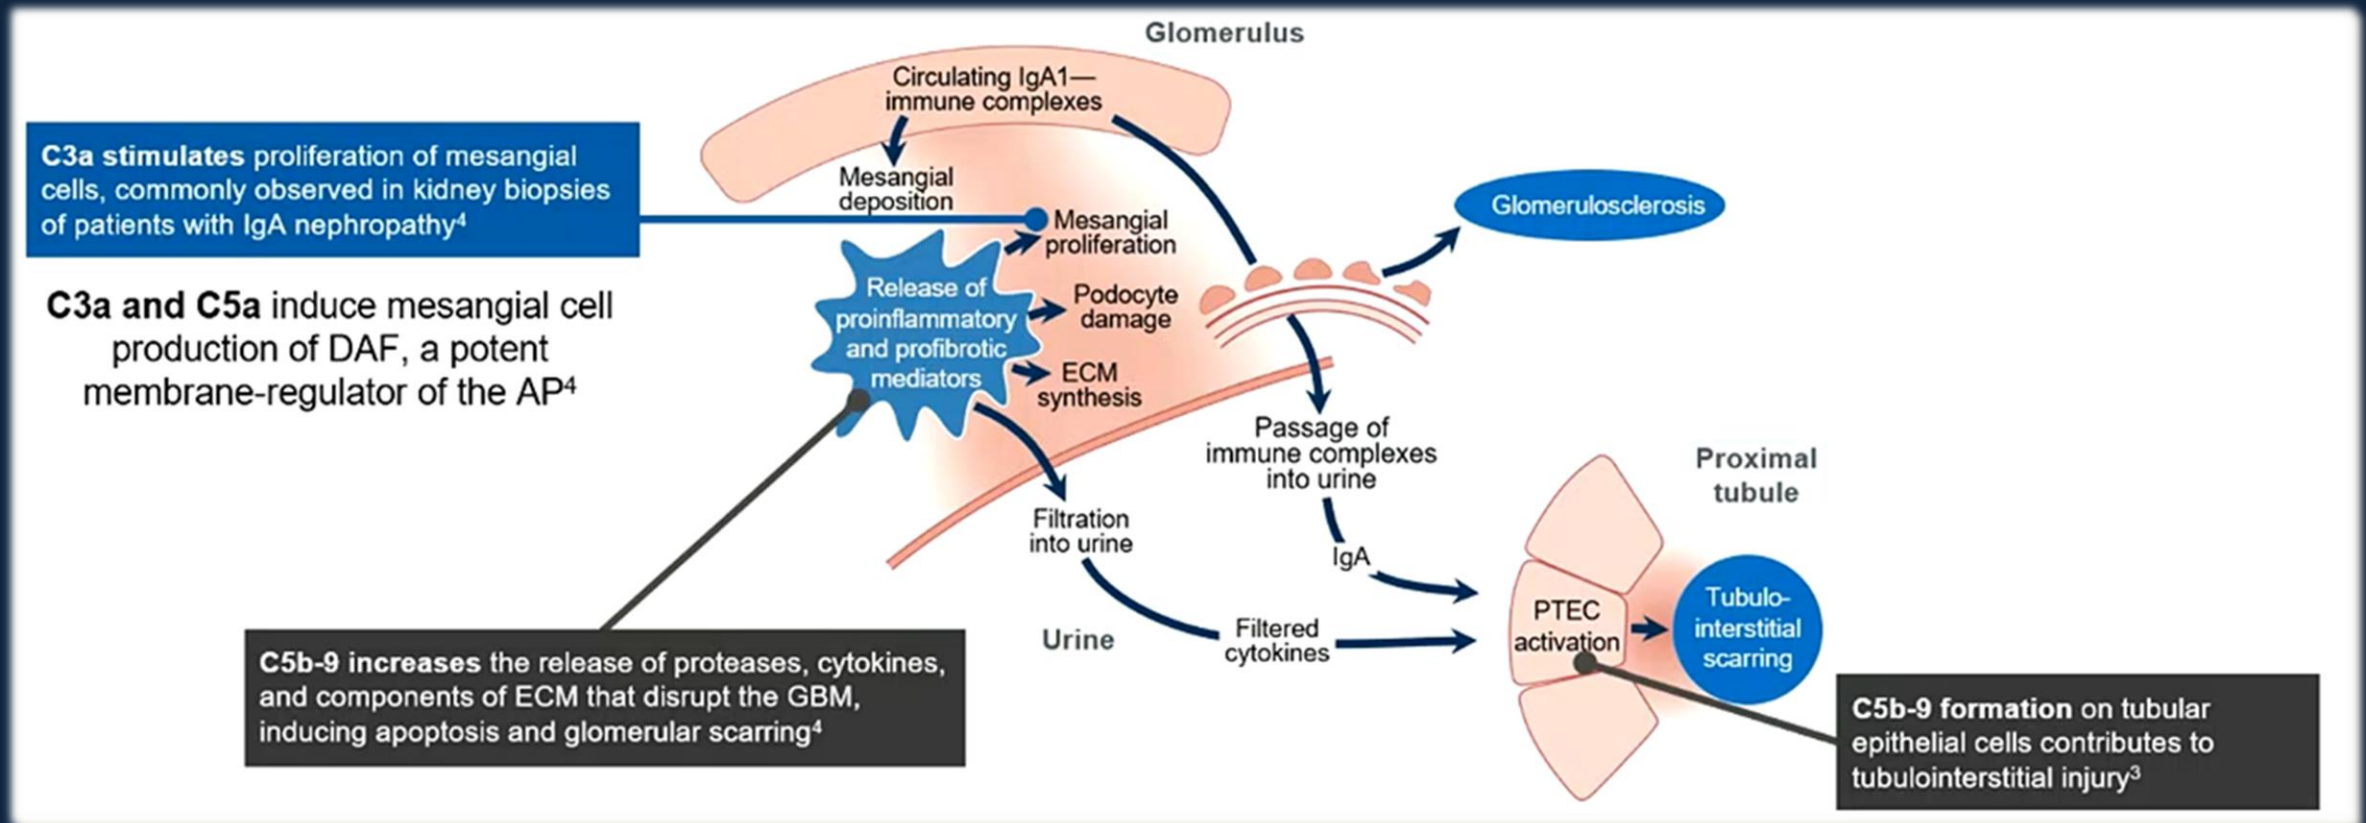 Glomerulus
Circulating IgA1—
immune complexes
C3a stimulates proliferation of mesangial
cells, commonly observed in kidney biopsies
of patients with IgA nephropathy⁴
Mesangial
deposition
Mesangial
proliferation
Glomerulosclerosis
C3a and C5a induce mesangial cell
production of DAF, a potent
membrane-regulator of the AP⁴
Release of
proinflammatory
and profibrotic
mediators
Podocyte
damage
ECM
synthesis
Passage of
immune complexes
into urine
Filtration
into urine
IgA
Proximal
tubule
Urine
Filtered
cytokines
PTEC
activation
Tubulo-
interstitial
scarring
C5b-9 increases the release of proteases, cytokines,
and components of ECM that disrupt the GBM,
inducing apoptosis and glomerular scarring⁴
C5b-9 formation on tubular
epithelial cells contributes to
tubulointerstitial injury³